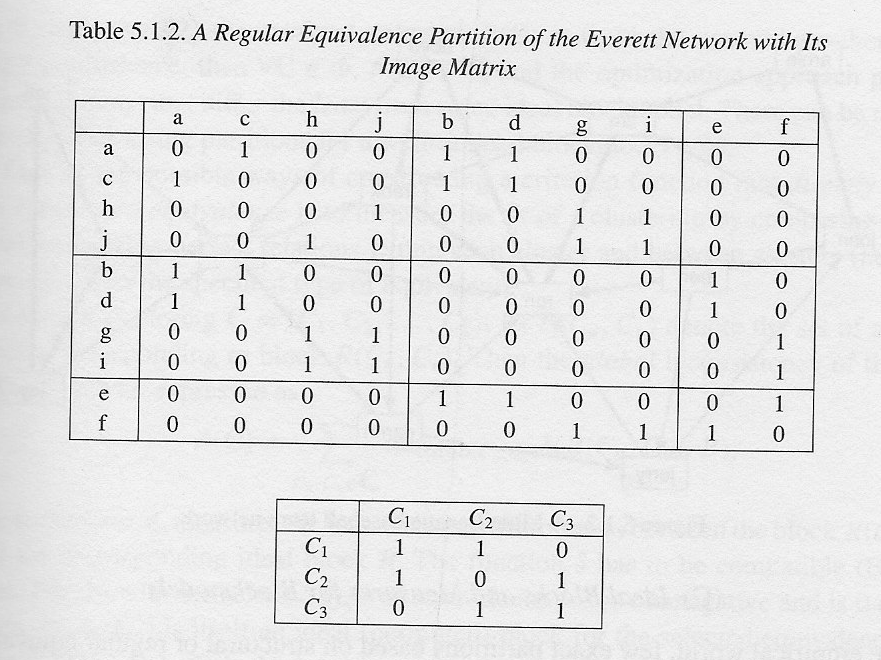 Table 5.1.2. A Regular Equivalence Partition of the Everett Network with Its
Image Matrix
a c h j b d g i e f
a 0 1 0 0 1 1 0 0 0 0
c 1 0 0 0 1 1 0 0 0 0
h 0 0 0 1 0 0 1 1 0 0
j 0 0 1 0 0 0 1 1 0 0
b 1 1 0 0 0 0 0 0 1 0
d 1 1 0 0 0 0 0 0 1 0
g 0 0 1 1 0 0 0 0 0 1
i 0 0 1 1 0 0 0 0 0 1
e 0 0 0 0 1 1 0 0 0 1
f 0 0 0 0 0 0 1 1 1 0
C1 C2 C3
C1 1 1 0
C2 1 0 1
C3 0 1 1